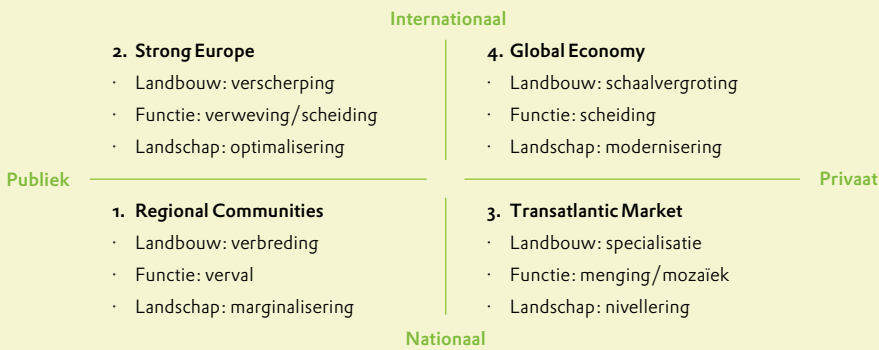 Internationaal
2. Strong Europe
· Landbouw: verscherping
· Functie: verweving/scheiding
· Landschap: optimalisering
4. Global Economy
· Landbouw: schaalvergroting
· Functie: scheiding
· Landschap: modernisering
Publiek
Privaat
1. Regional Communities
· Landbouw: verbreding
· Functie: verval
· Landschap: marginalisering
3. Transatlantic Market
· Landbouw: specialisatie
· Functie: menging/mozaïek
· Landschap: nivellering
Nationaal